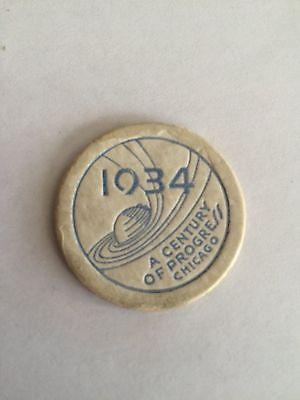 1934
A CENTURY
OF PROGRESS
CHICAGO